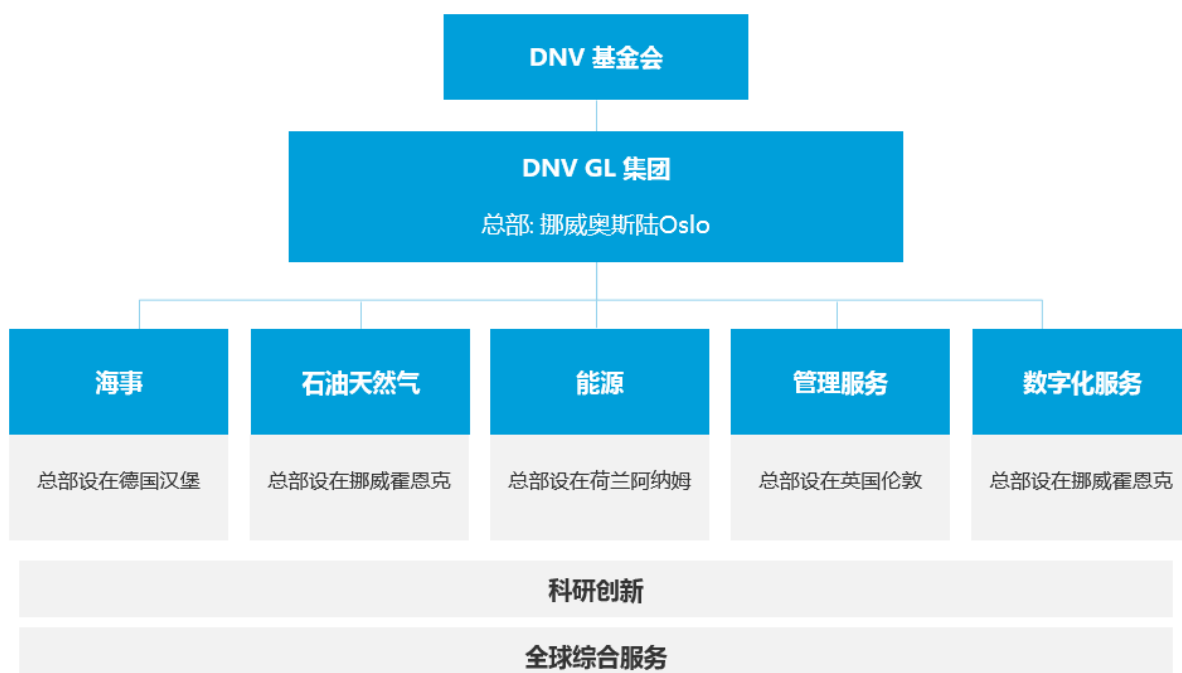 DNV 基金会
DNV GL 集团
总部: 挪威奥斯陆Oslo
海事
石油天然气
能源
管理服务
数字化服务
总部设在德国汉堡
总部设在挪威霍恩克
总部设在荷兰阿纳姆
总部设在英国伦敦
总部设在挪威霍恩克
科研创新
全球综合服务